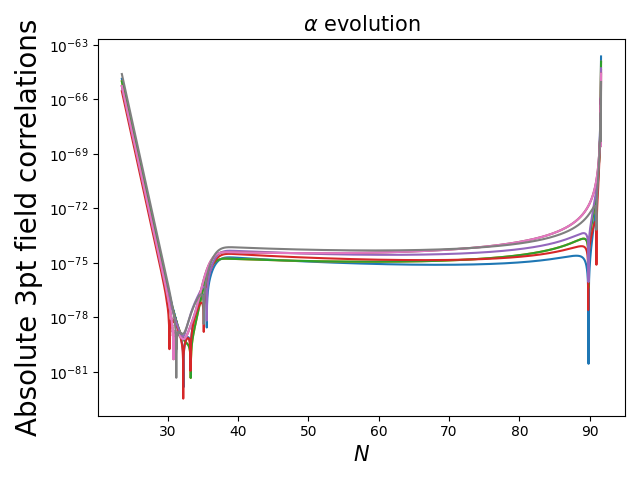 α evolution
Absolute 3pt field correlations
10⁻⁶³
10⁻⁶⁶
10⁻⁶⁹
10⁻⁷²
10⁻⁷⁵
10⁻⁷⁸
10⁻⁸¹
30 40 50 60 70 80 90
N